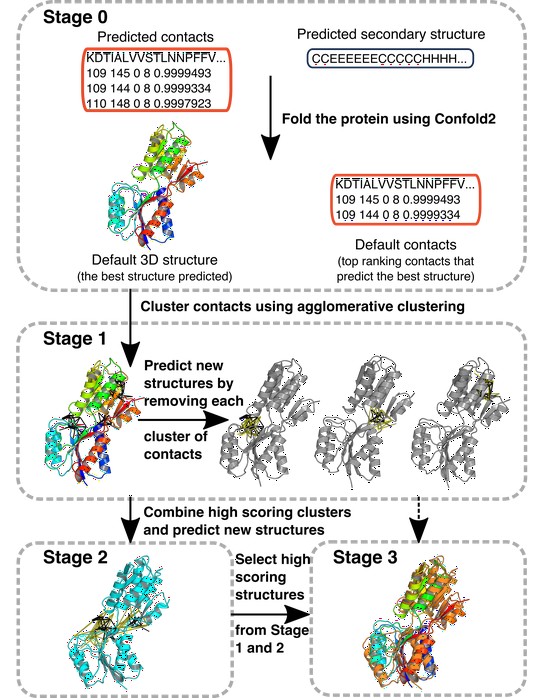 Stage 0
Predicted contacts
KDTIALVVSTLNNPFFV...
109 145 0 8 0.9999493
109 144 0 8 0.9999334
110 148 0 8 0.9997923
Predicted secondary structure
CCEEEEEECCCCCHHHH...
Fold the protein using Confold2
KDTIALVVSTLNNPFFV...
109 145 0 8 0.9999493
109 144 0 8 0.9999334
Default 3D structure
(the best structure predicted)
Default contacts
(top ranking contacts that
predict the best structure)
Cluster contacts using agglomerative clustering
Stage 1
Predict new
structures by
removing each
cluster of
contacts
Combine high scoring clusters
and predict new structures
Stage 2
Select high
scoring
structures
from Stage
1 and 2
Stage 3